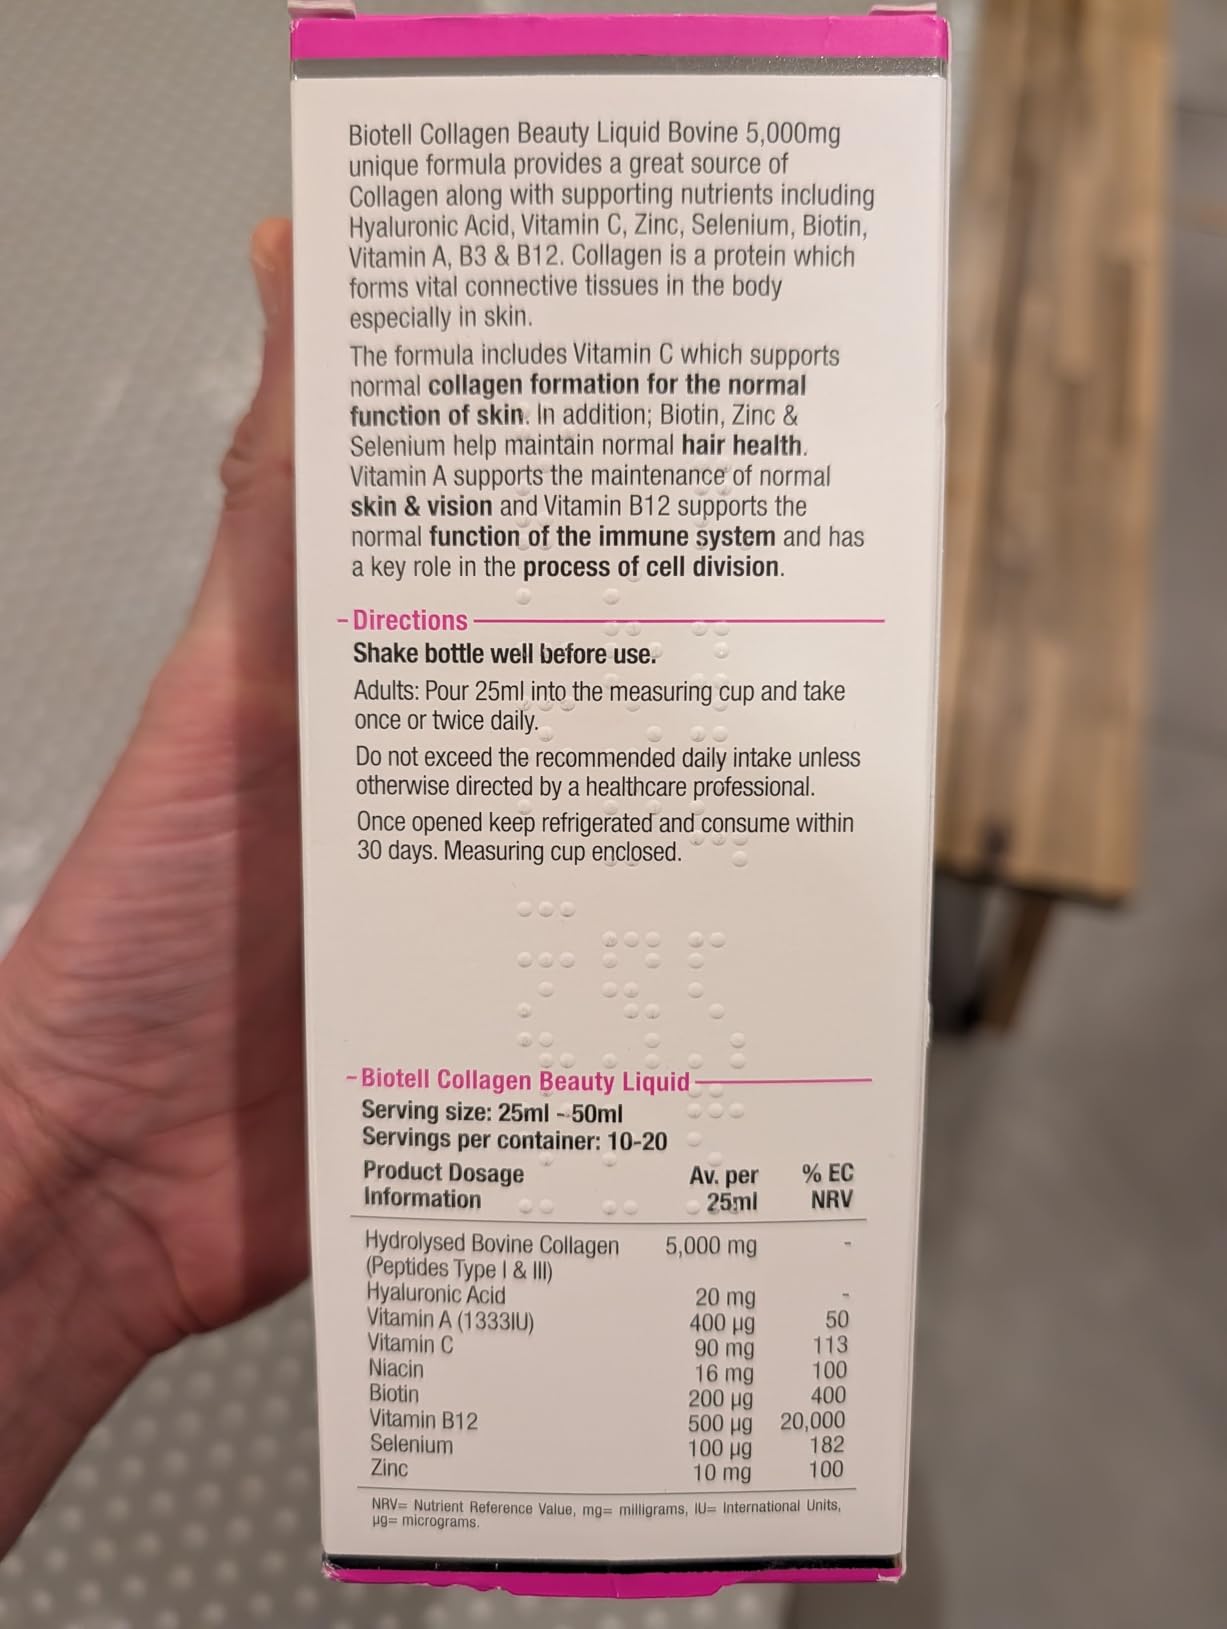 Biotell Collagen Beauty Liquid Bovine 5,000mg
unique formula provides a great source of
Collagen along with supporting nutrients including
Hyaluronic Acid, Vitamin C, Zinc, Selenium, Biotin,
Vitamin A, B3 & B12. Collagen is a protein which
forms vital connective tissues in the body
especially in skin.
The formula includes Vitamin C which supports
normal collagen formation for the normal
function of skin. In addition; Biotin, Zinc &
Selenium help maintain normal hair health.
Vitamin A supports the maintenance of normal
skin & vision and Vitamin B12 supports the
normal function of the immune system and has
a key role in the process of cell division.
- Directions
Shake bottle well before use.
Adults: Pour 25ml into the measuring cup and take
once or twice daily.
Do not exceed the recommended daily intake unless
otherwise directed by a healthcare professional.
Once opened keep refrigerated and consume within
30 days. Measuring cup enclosed.
- Biotell Collagen Beauty Liquid
Serving size: 25ml - 50ml
Servings per container: 10-20
Product Dosage Av. per % EC
Information 25ml NRV
Hydrolysed Bovine Collagen 5,000 mg -
(Peptides Type I & III)
Hyaluronic Acid 20 mg -
Vitamin A (1333IU) 400 µg 50
Vitamin C 90 mg 113
Niacin 16 mg 100
Biotin 200 µg 400
Vitamin B12 500 µg 20,000
Selenium 100 µg 182
Zinc 10 mg 100
NRV= Nutrient Reference Value, mg= milligrams, IU= International Units,
µg= micrograms.